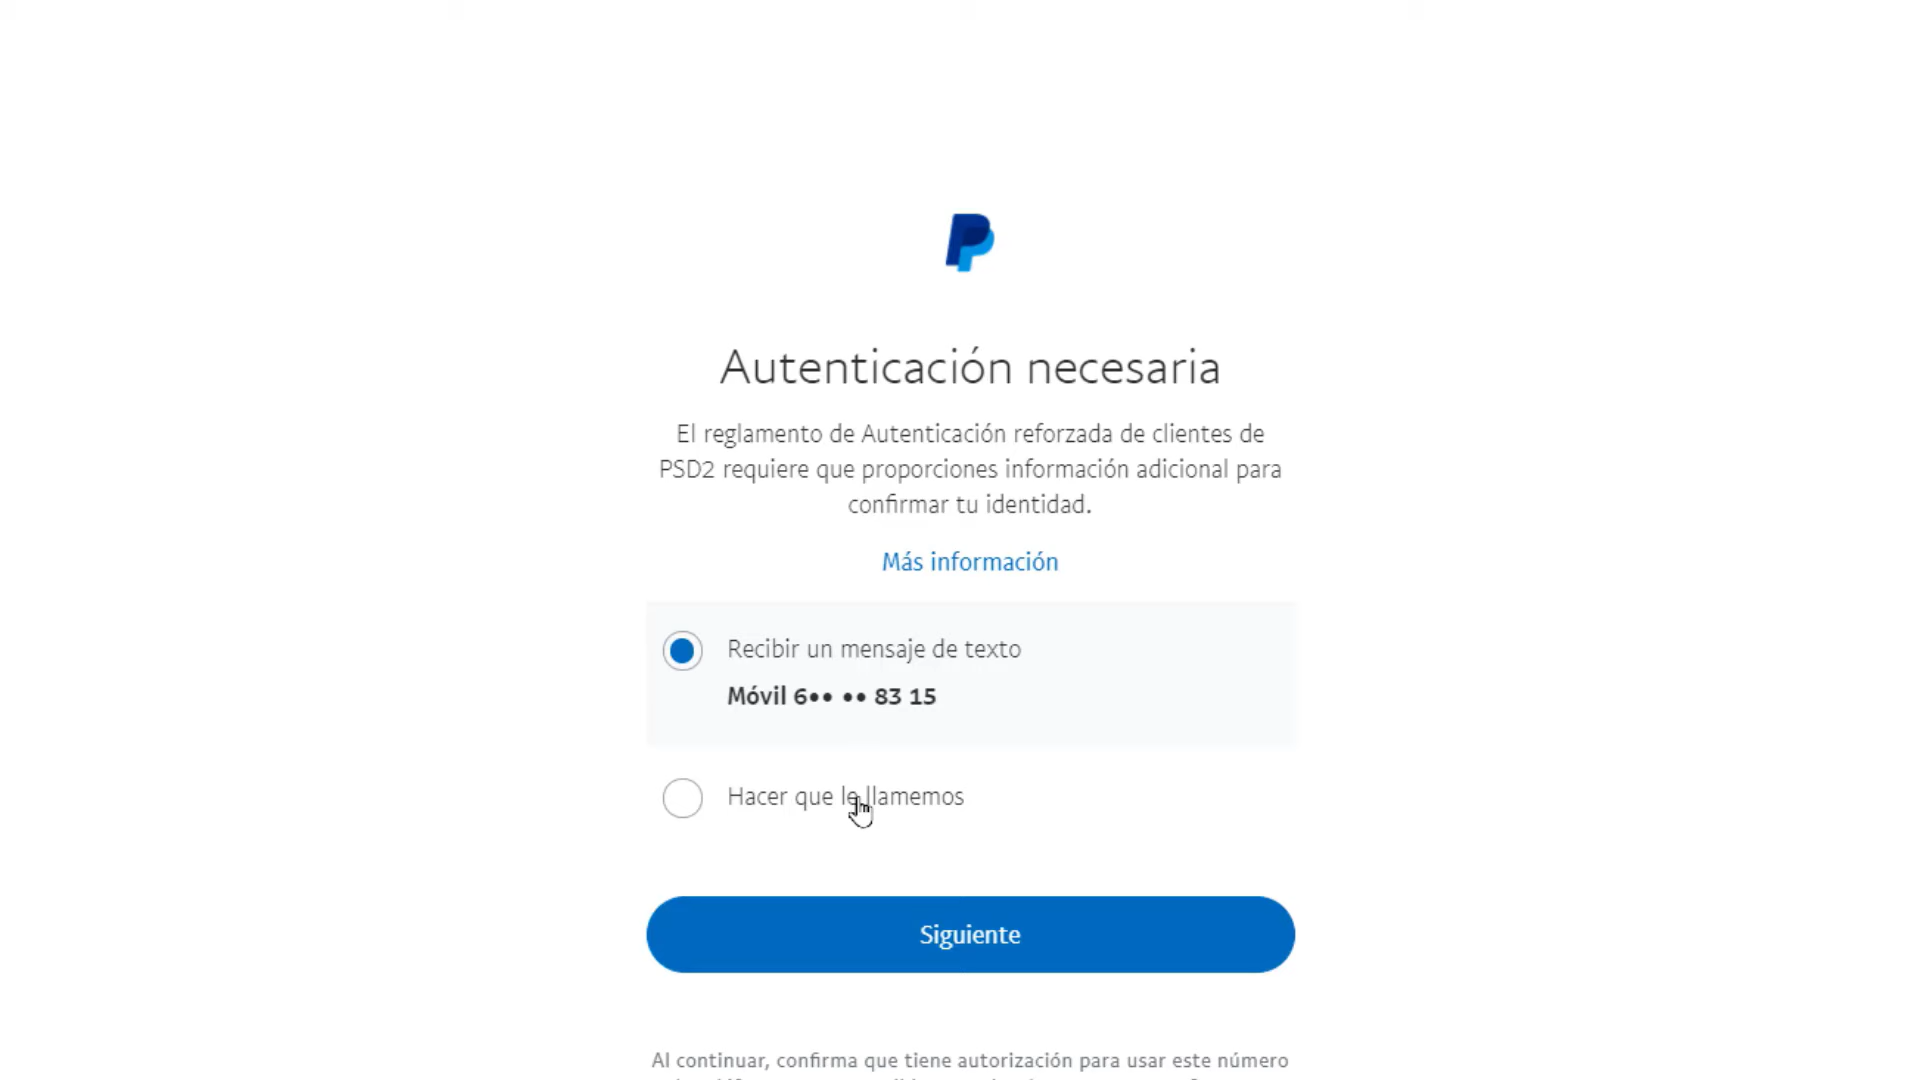 Autenticación necesaria
El reglamento de Autenticación reforzada de clientes de
PSD2 requiere que proporciones información adicional para
confirmar tu identidad.
Más información
Recibir un mensaje de texto
Móvil 6•• •• 83 15
Hacer que le llamemos
Siguiente
Al continuar, confirma que tiene autorización para usar este número